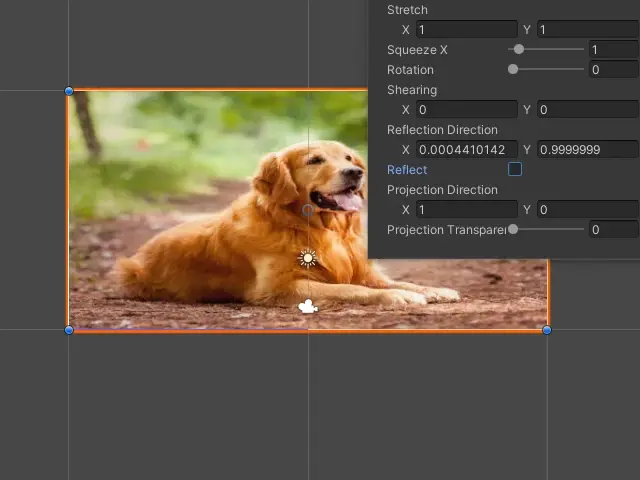 Stretch
X 1 Y 1
Squeeze X 1
Rotation 0
Shearing
X 0 Y 0
Reflection Direction
X 0.0004410142 Y 0.9999999
Reflect
Projection Direction
X 1 Y 0
Projection Transparei 0